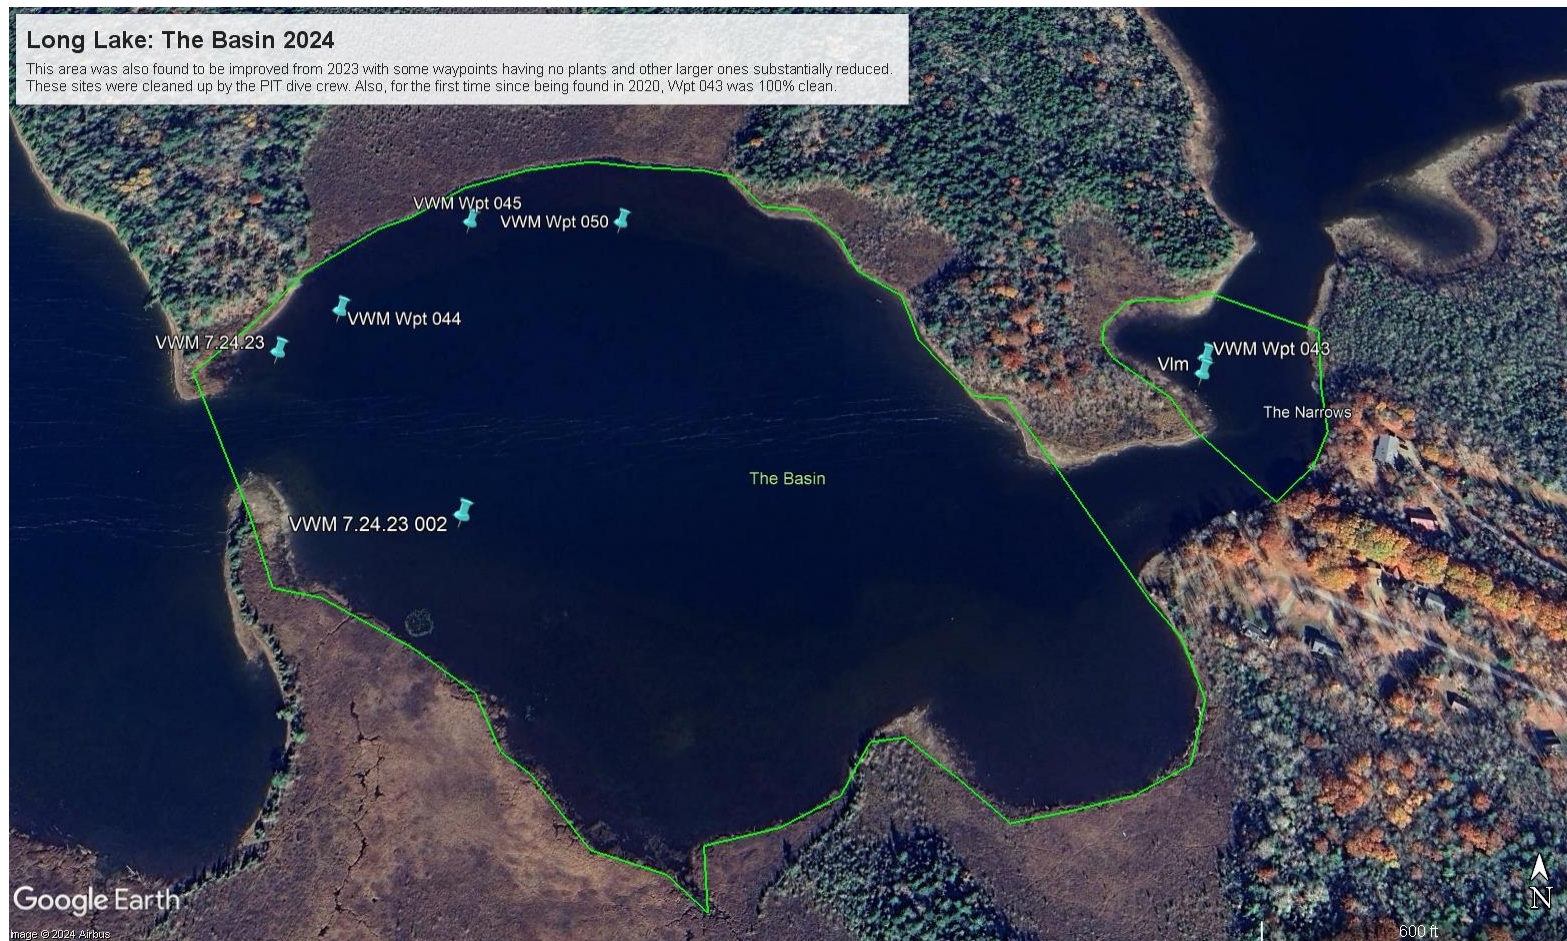 Long Lake: The Basin 2024
This area was also found to be improved from 2023 with some waypoints having no plants and other larger ones substantially reduced.
These sites were cleaned up by the PIT dive crew. Also, for the first time since being found in 2020, Wpt 043 was 100% clean.
VWM Wpt 045
VWM Wpt 050
VWM Wpt 044
VWM 7.24.23
VWM Wpt 043
Vlm
The Narrows
The Basin
VWM 7.24.23 002
Google Earth
N
Image © 2024 Airbus
600 ft